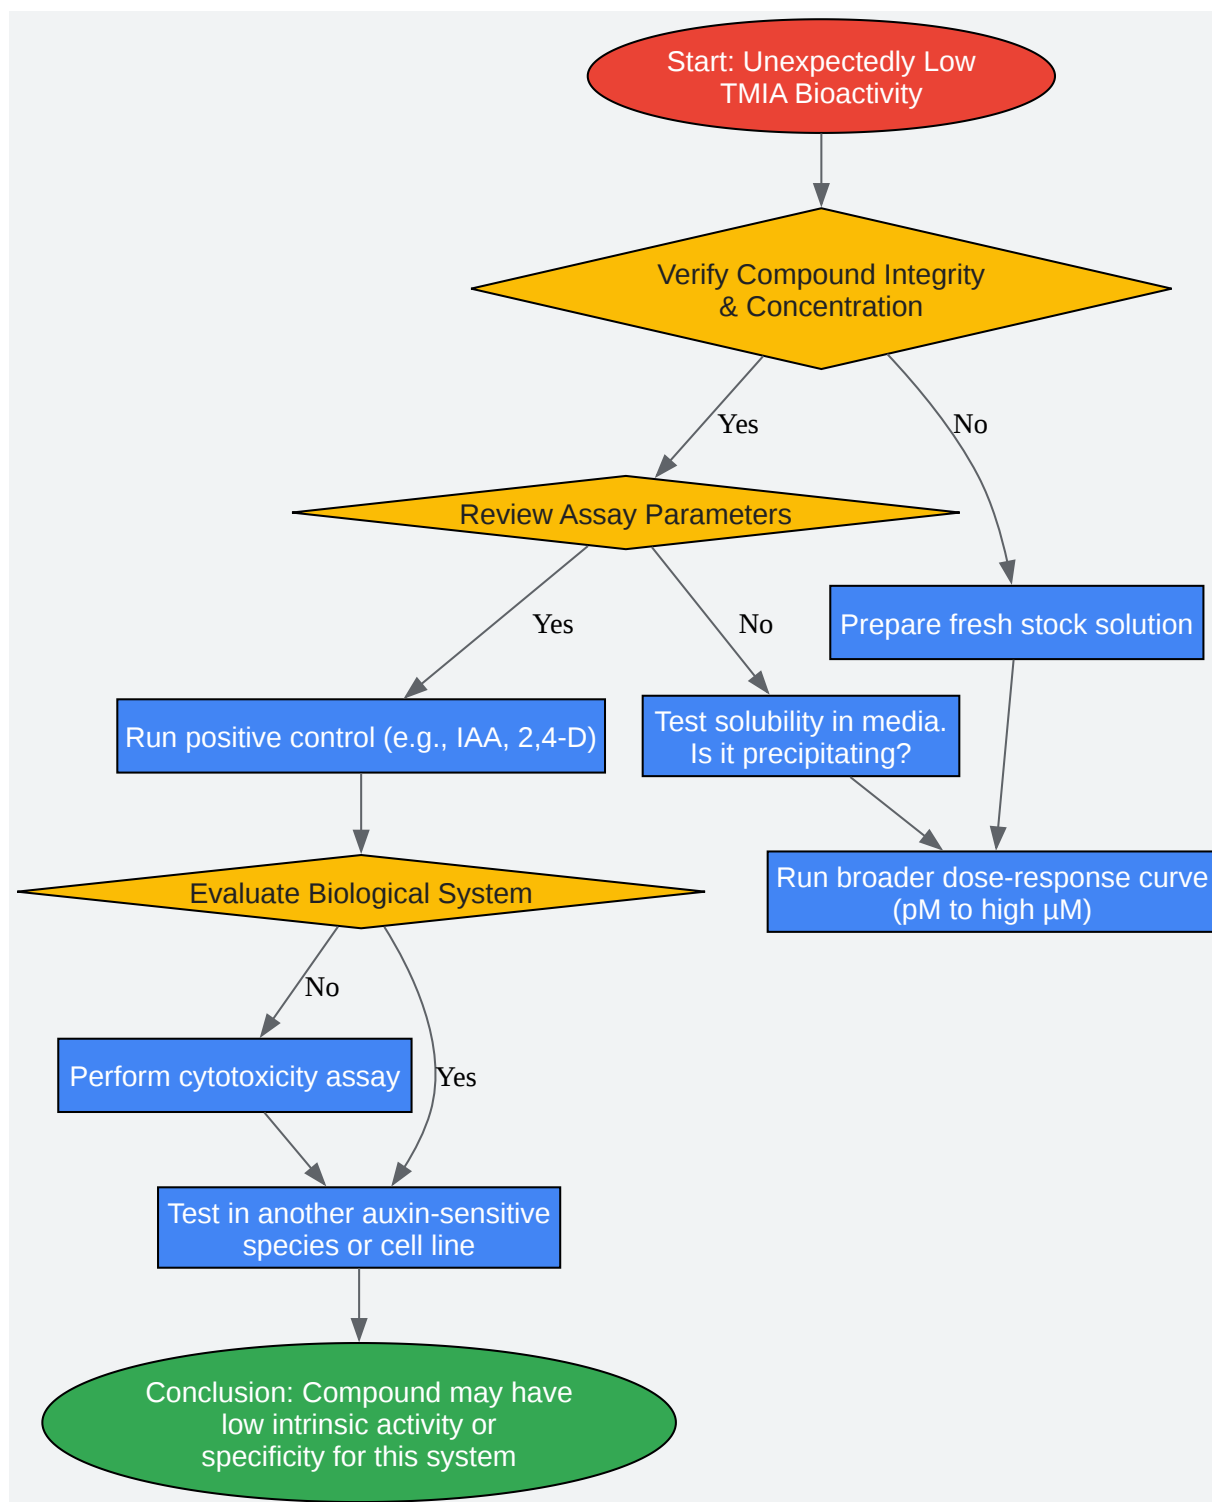 Start: Unexpectedly Low
TMIA Bioactivity
Verify Compound Integrity
& Concentration
Yes
No
Review Assay Parameters
Yes
No
Prepare fresh stock solution
Run positive control (e.g., IAA, 2,4-D)
Test solubility in media.
Is it precipitating?
Evaluate Biological System
Run broader dose-response curve
(pM to high µM)
No
Perform cytotoxicity assay
Yes
Test in another auxin-sensitive
species or cell line
Conclusion: Compound may have
low intrinsic activity or
specificity for this system